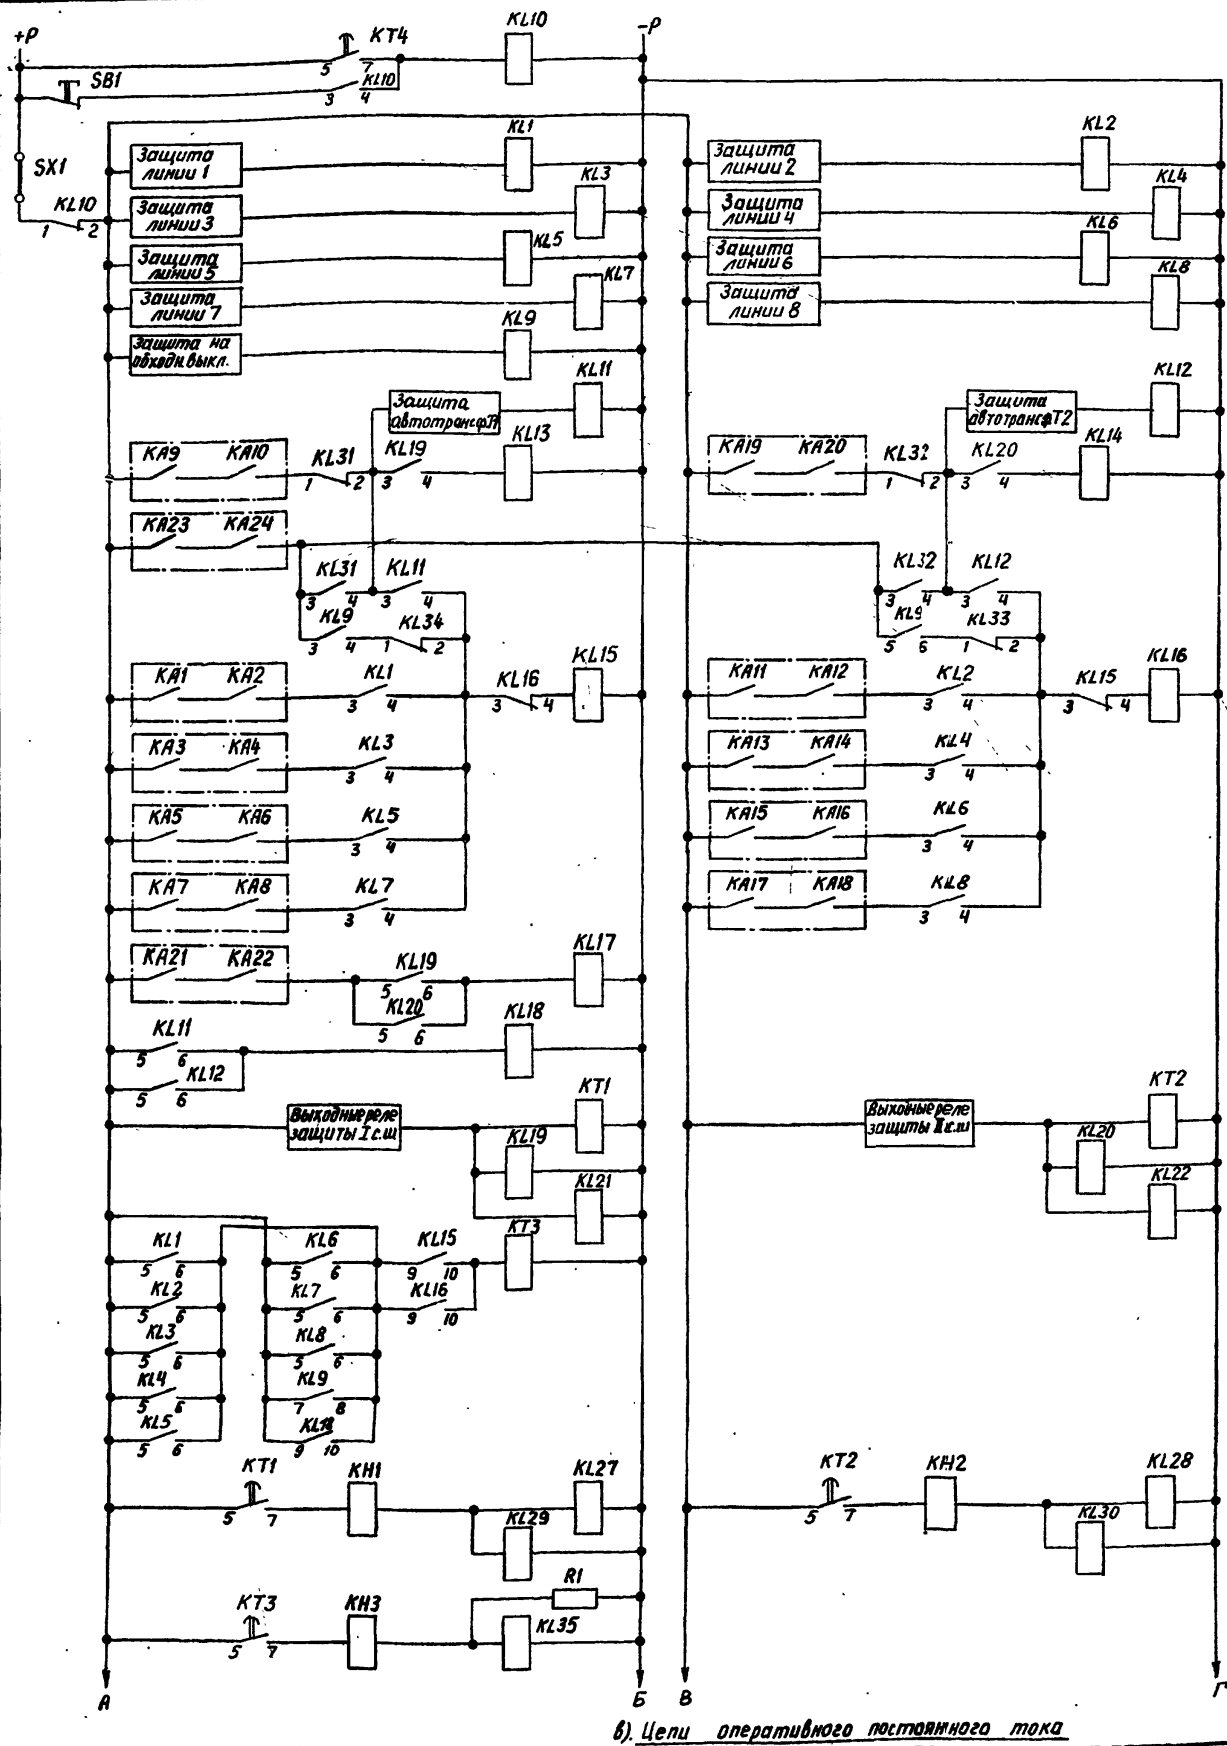 +P
KT4
KL10
-P
5 7
SB1
KL10
3 4
SX1
KL10
1 2
KL1
Защита
линии 1
KL2
Защита
линии 2
KL3
Защита
линии 3
KL4
Защита
линии 4
KL5
Защита
линии 5
KL6
Защита
линии 6
KL7
Защита
линии 7
KL8
Защита
линии 8
KL9
Защита на
обходн. выкл.
KL11
Защита
автотрансф.Т1
KL12
Защита
автотрансф Т2
KA9 KA10 KL31 KL19 KL13
1 2 3 4
KA19 KA20 KL32 KL20 KL14
1 2 3 4
KA23 KA24
KL31 KL11
3 4 3 4
KL9 KL34
3 4 1 2
KL32 KL12
3 4 3 4
KL9 KL33
5 6 1 2
KA1 KA2 KL1 KL16 KL15
3 4 3 4
KA11 KA12 KL2 KL15 KL16
3 4 3 4
KA3 KA4 KL3
3 4
KA13 KA14 KL4
3 4
KA5 KA6 KL5
3 4
KA15 KA16 KL6
3 4
KA7 KA8 KL7
3 4
KA17 KA18 KL8
3 4
KA21 KA22 KL19 KL17
5 6
KL20
5 6
KL11 KL18
5 6
KL12
5 6
KT1
Выходные реле
защиты I с.ш
KL19
KL21
KT2
Выходные реле
защиты II с.ш
KL20
KL22
KT3
KL1 KL6 KL15
5 6 5 6 9 10
KL2 KL7 KL16
5 6 5 6 9 10
KL3 KL8
5 6 5 6
KL4 KL9
5 6 7 8
KL5 KL18
5 6 9 10
KT1 KH1 KL27
5 7
KL29
KT2 KH2 KL28
5 7
KL30
R1
KT3 KH3 KL35
5 7
А Б В Г
в). Цепи оперативного постоянного тока